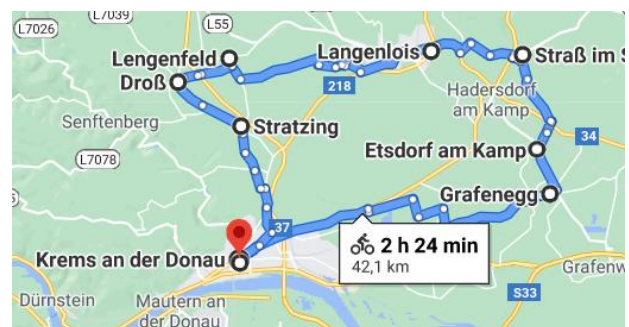 L7039
L7026
L55
Lengenfeld
Langenlois
Straß im S
Droß
218
Hadersdorf
am Kamp
Senftenberg
Stratzing
34
L7078
Etsdorf am Kamp
Grafenegg
37
2 h 24 min
42,1 km
Krems an der Donau
Grafenw
Dürnstein
Mautern an
der Donau
S33